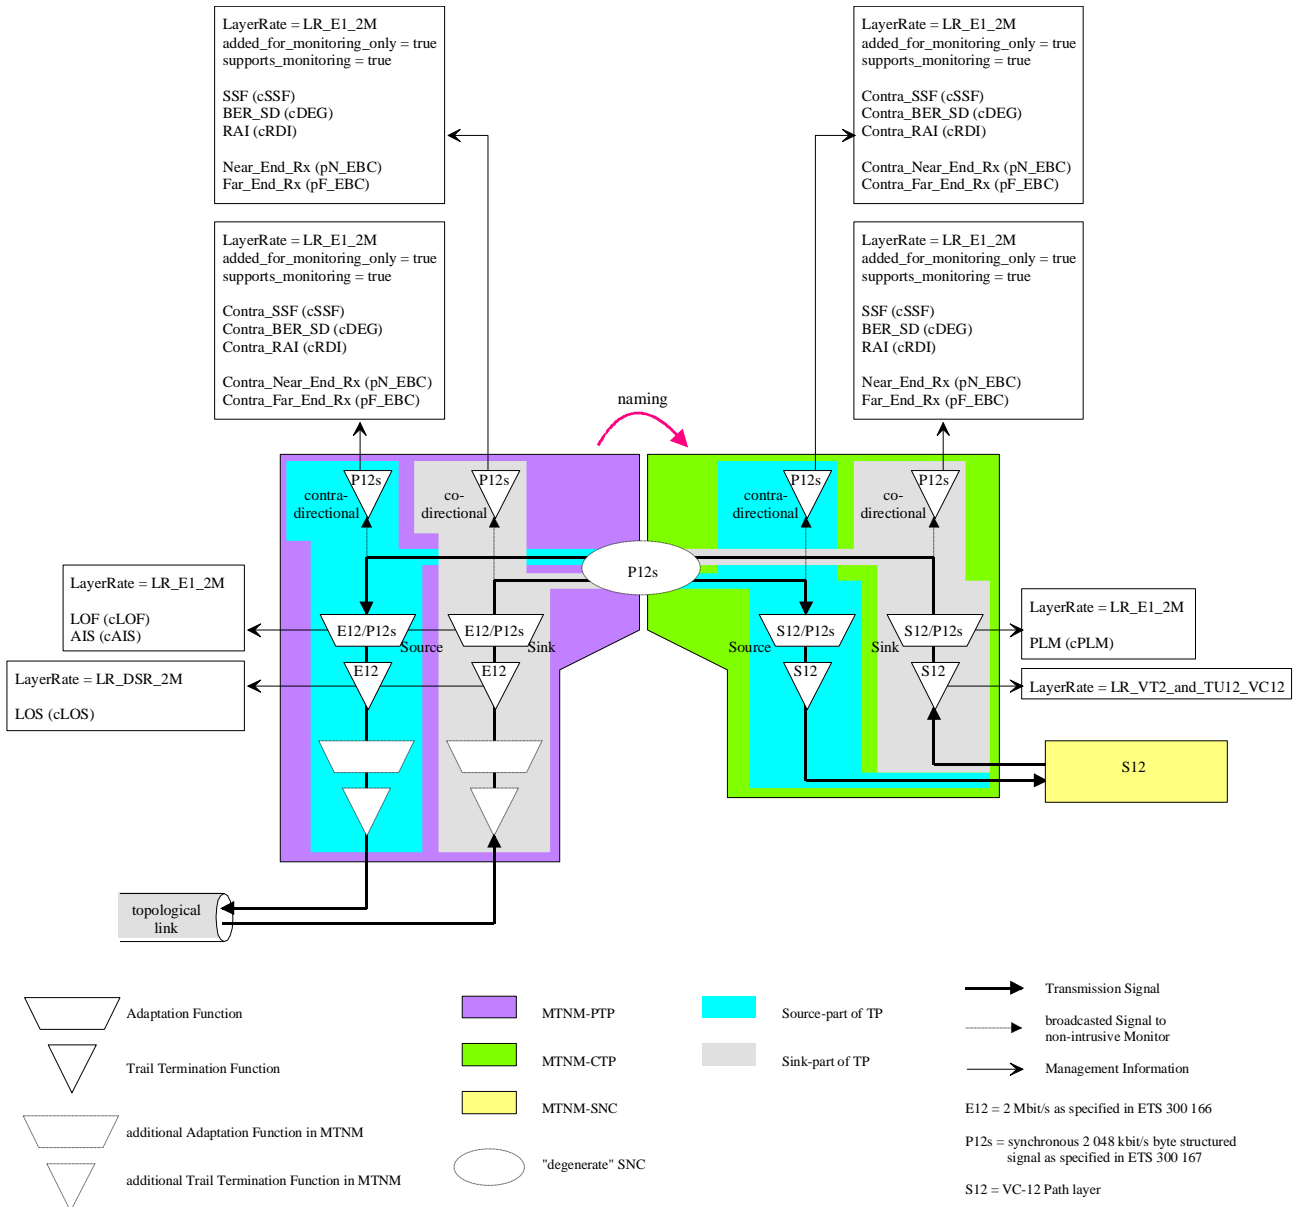 LayerRate = LR_E1_2M
added_for_monitoring_only = true
supports_monitoring = true
SSF (cSSF)
BER_SD (cDEG)
RAI (cRDI)
Near_End_Rx (pN_EBC)
Far_End_Rx (pF_EBC)
LayerRate = LR_E1_2M
added_for_monitoring_only = true
supports_monitoring = true
Contra_SSF (cSSF)
Contra_BER_SD (cDEG)
Contra_RAI (cRDI)
Contra_Near_End_Rx (pN_EBC)
Contra_Far_End_Rx (pF_EBC)
LayerRate = LR_E1_2M
added_for_monitoring_only = true
supports_monitoring = true
Contra_SSF (cSSF)
Contra_BER_SD (cDEG)
Contra_RAI (cRDI)
Contra_Near_End_Rx (pN_EBC)
Contra_Far_End_Rx (pF_EBC)
LayerRate = LR_E1_2M
added_for_monitoring_only = true
supports_monitoring = true
SSF (cSSF)
BER_SD (cDEG)
RAI (cRDI)
Near_End_Rx (pN_EBC)
Far_End_Rx (pF_EBC)
naming
P12s
contra-
directional
P12s
co-
directional
P12s
contra-
directional
P12s
co-
directional
P12s
LayerRate = LR_E1_2M
LOF (cLOF)
AIS (cAIS)
E12/P12s
Source
E12/P12s
Sink
S12/P12s
Source
S12/P12s
Sink
LayerRate = LR_E1_2M
PLM (cPLM)
LayerRate = LR_DSR_2M
LOS (cLOS)
E12
E12
S12
S12
LayerRate = LR_VT2_and_TU12_VC12
S12
topological
link
Adaptation Function
Trail Termination Function
additional Adaptation Function in MTNM
additional Trail Termination Function in MTNM
MTNM-PTP
MTNM-CTP
MTNM-SNC
"degenerate" SNC
Source-part of TP
Sink-part of TP
Transmission Signal
broadcasted Signal to
non-intrusive Monitor
Management Information
E12 = 2 Mbit/s as specified in ETS 300 166
P12s = synchronous 2 048 kbit/s byte structured
signal as specified in ETS 300 167
S12 = VC-12 Path layer